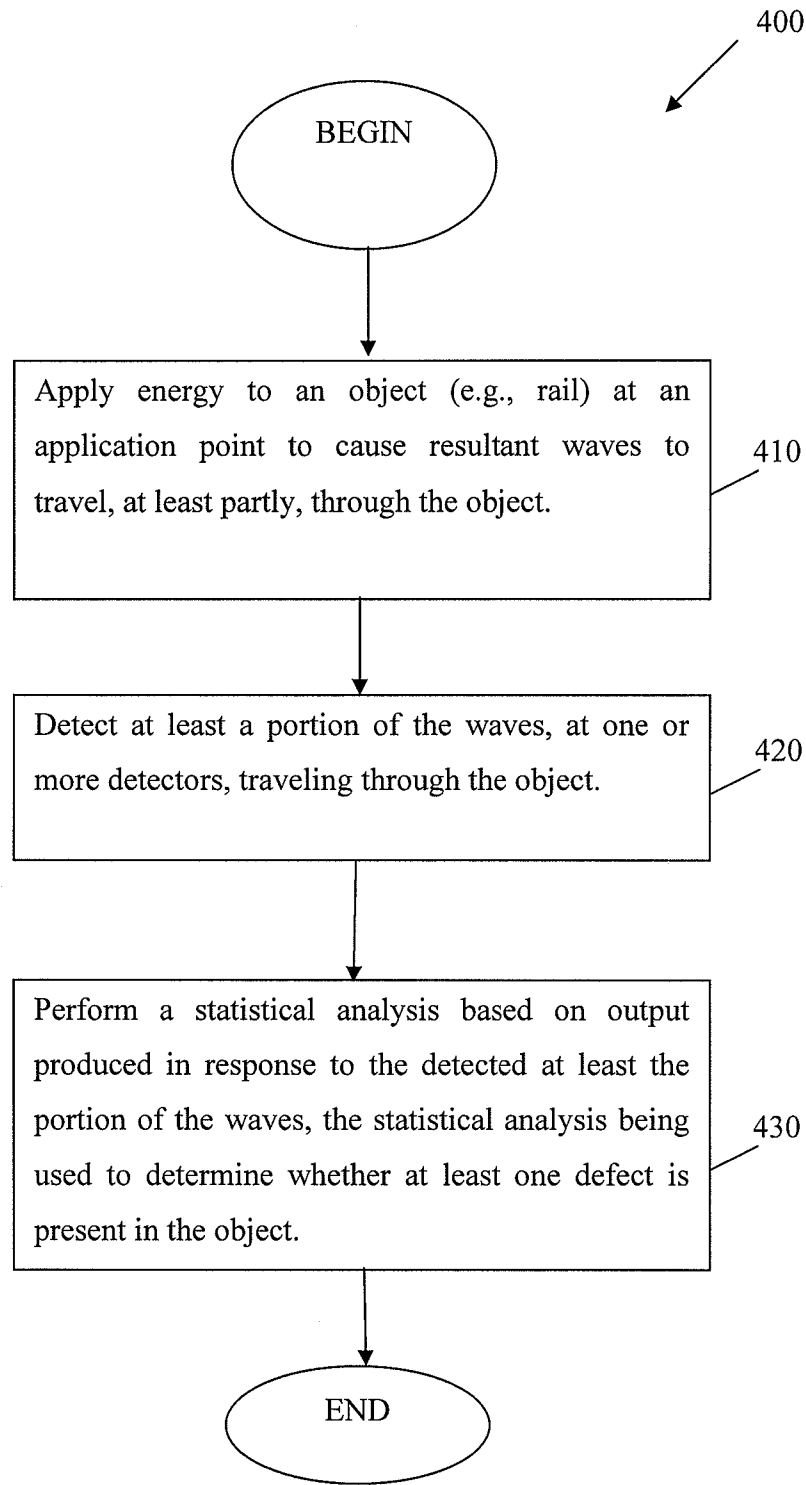 400
BEGIN
Apply energy to an object (e.g., rail) at an
application point to cause resultant waves to
travel, at least partly, through the object.
410
Detect at least a portion of the waves, at one or
more detectors, traveling through the object.
420
Perform a statistical analysis based on output
produced in response to the detected at least the
portion of the waves, the statistical analysis being
used to determine whether at least one defect is
present in the object.
430
END